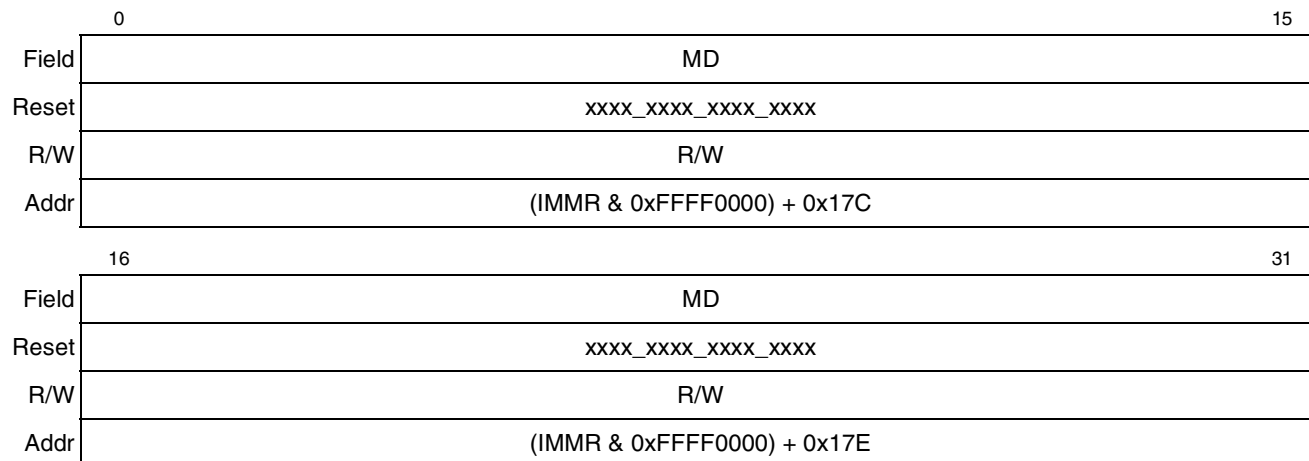 0 15
Field MD
Reset xxxx_xxxx_xxxx_xxxx
R/W R/W
Addr (IMMR & 0xFFFF0000) + 0x17C
16 31
Field MD
Reset xxxx_xxxx_xxxx_xxxx
R/W R/W
Addr (IMMR & 0xFFFF0000) + 0x17E